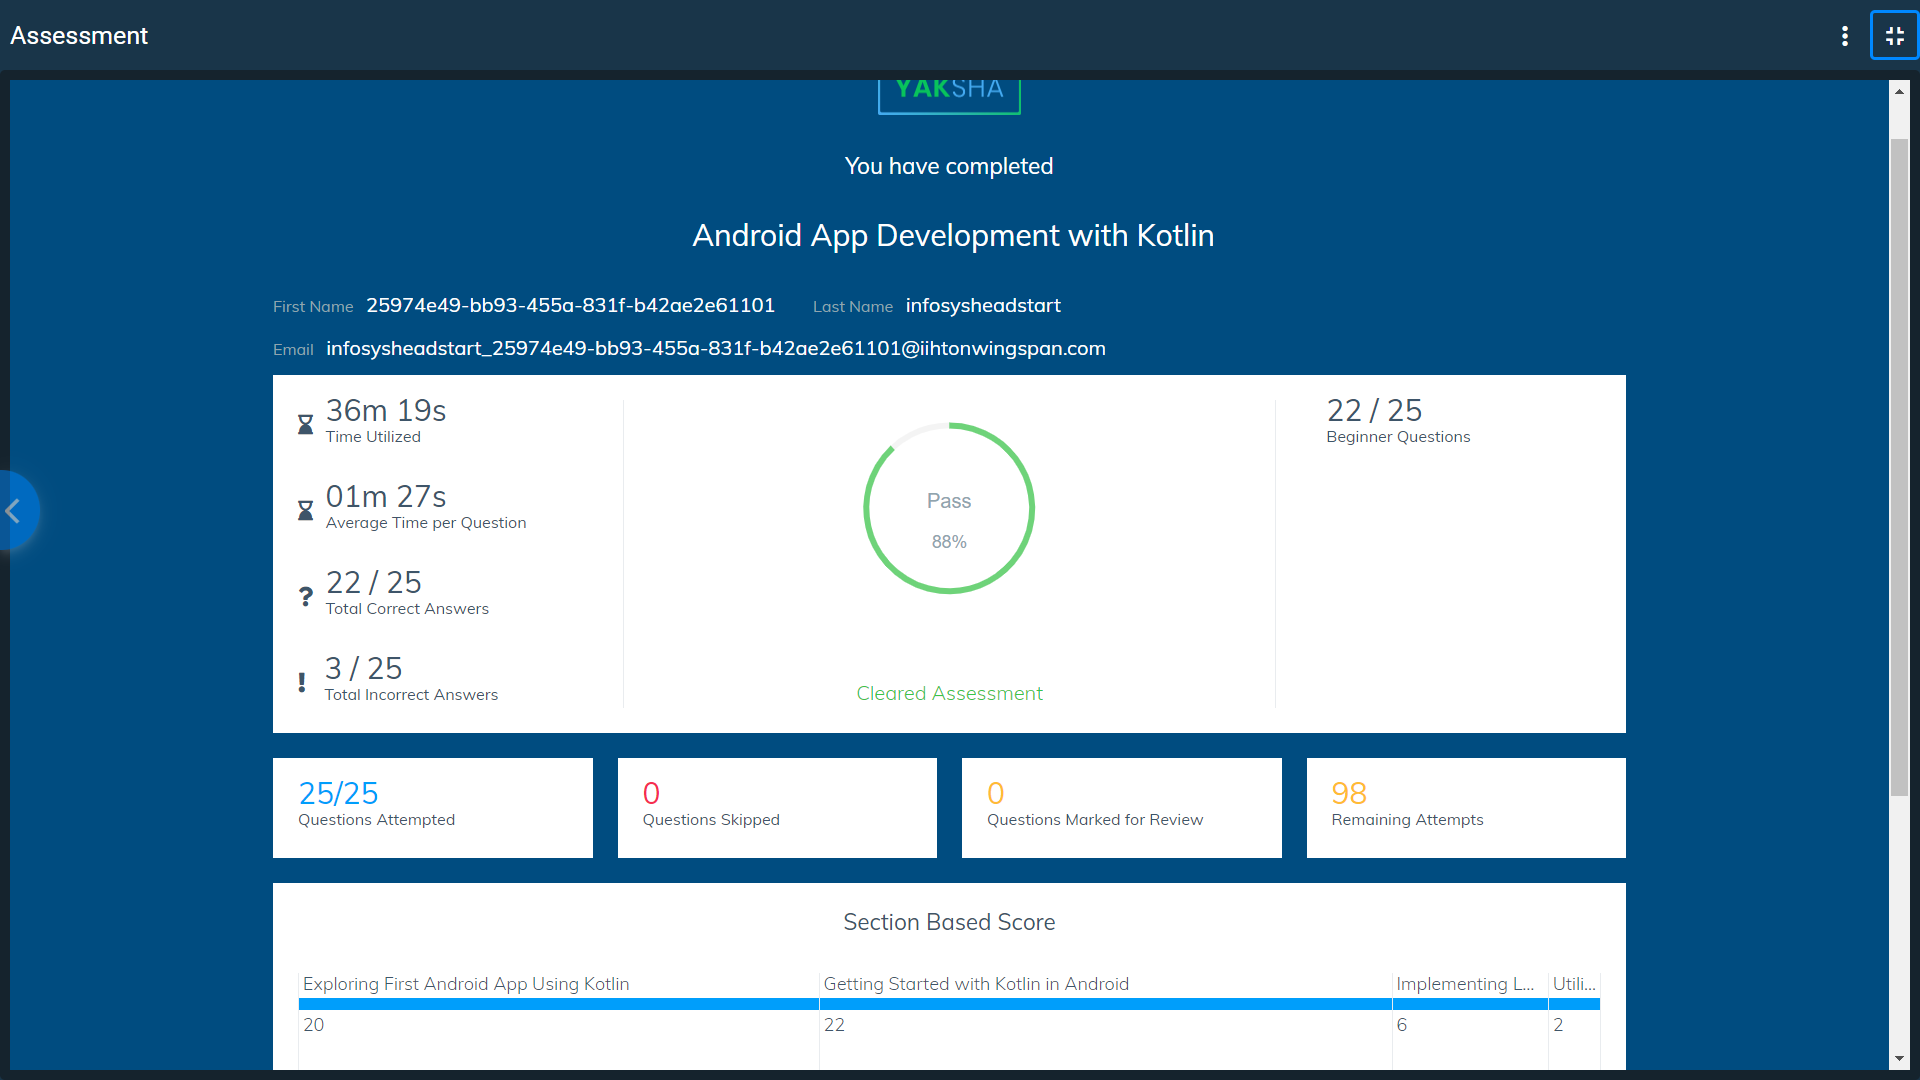 Assessment
YAKSHA
You have completed
Android App Development with Kotlin
First Name 25974e49-bb93-455a-831f-b42ae2e61101 Last Name infosysheadstart
Email infosysheadstart_25974e49-bb93-455a-831f-b42ae2e61101@iihtonwingspan.com
36m 19s
Time Utilized
01m 27s
Average Time per Question
22 / 25
Total Correct Answers
3 / 25
Total Incorrect Answers
Pass
88%
Cleared Assessment
22 / 25
Beginner Questions
25/25
Questions Attempted
0
Questions Skipped
0
Questions Marked for Review
98
Remaining Attempts
Section Based Score
Exploring First Android App Using Kotlin
20
Getting Started with Kotlin in Android
22
Implementing L...
6
Utili...
2